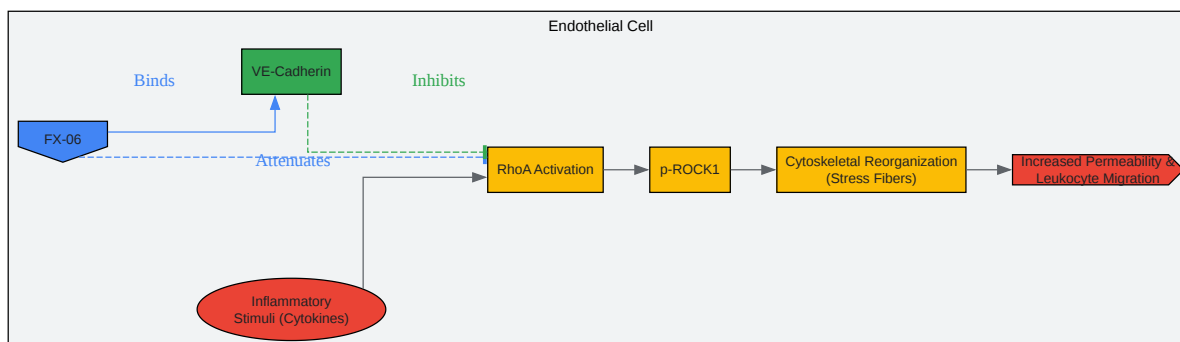 Endothelial Cell
VE-Cadherin
Binds
Inhibits
FX-06
Attenuates
RhoA Activation
p-ROCK1
Cytoskeletal Reorganization
(Stress Fibers)
Increased Permeability &
Leukocyte Migration
Inflammatory
Stimuli (Cytokines)